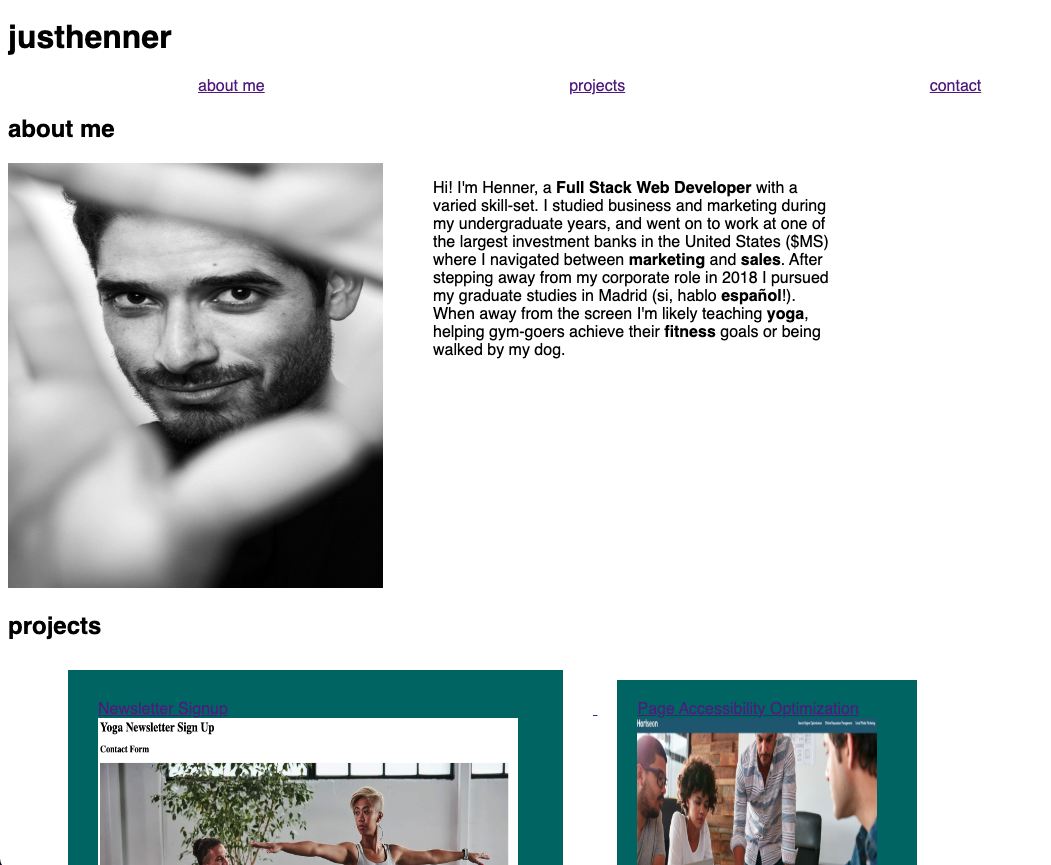 justhenner
about me projects contact
about me
Hi! I'm Henner, a Full Stack Web Developer with a
varied skill-set. I studied business and marketing during
my undergraduate years, and went on to work at one of
the largest investment banks in the United States ($MS)
where I navigated between marketing and sales. After
stepping away from my corporate role in 2018 I pursued
my graduate studies in Madrid (si, hablo español!).
When away from the screen I'm likely teaching yoga,
helping gym-goers achieve their fitness goals or being
walked by my dog.
projects
Newsletter Signup
Yoga Newsletter Sign Up
Contact Form
Page Accessibility Optimization
Horiseon